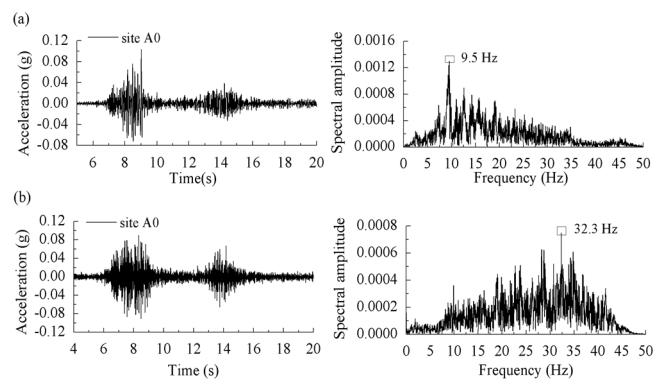 (a)
site A0
Acceleration (g)
0.12
0.08
0.04
0.00
-0.04
-0.08
6 8 10 12 14 16 18 20
Time(s)
9.5 Hz
Spectral amplitude
0.0016
0.0012
0.0008
0.0004
0.0000
0 5 10 15 20 25 30 35 40 45 50
Frequency (Hz)
(b)
site A0
Acceleration (g)
0.12
0.08
0.04
0.00
-0.04
-0.08
-0.12
4 6 8 10 12 14 16 18 20
Time (s)
32.3 Hz
Spectral amplitude
0.0008
0.0006
0.0004
0.0002
0.0000
0 5 10 15 20 25 30 35 40 45 50
Frequency (Hz)